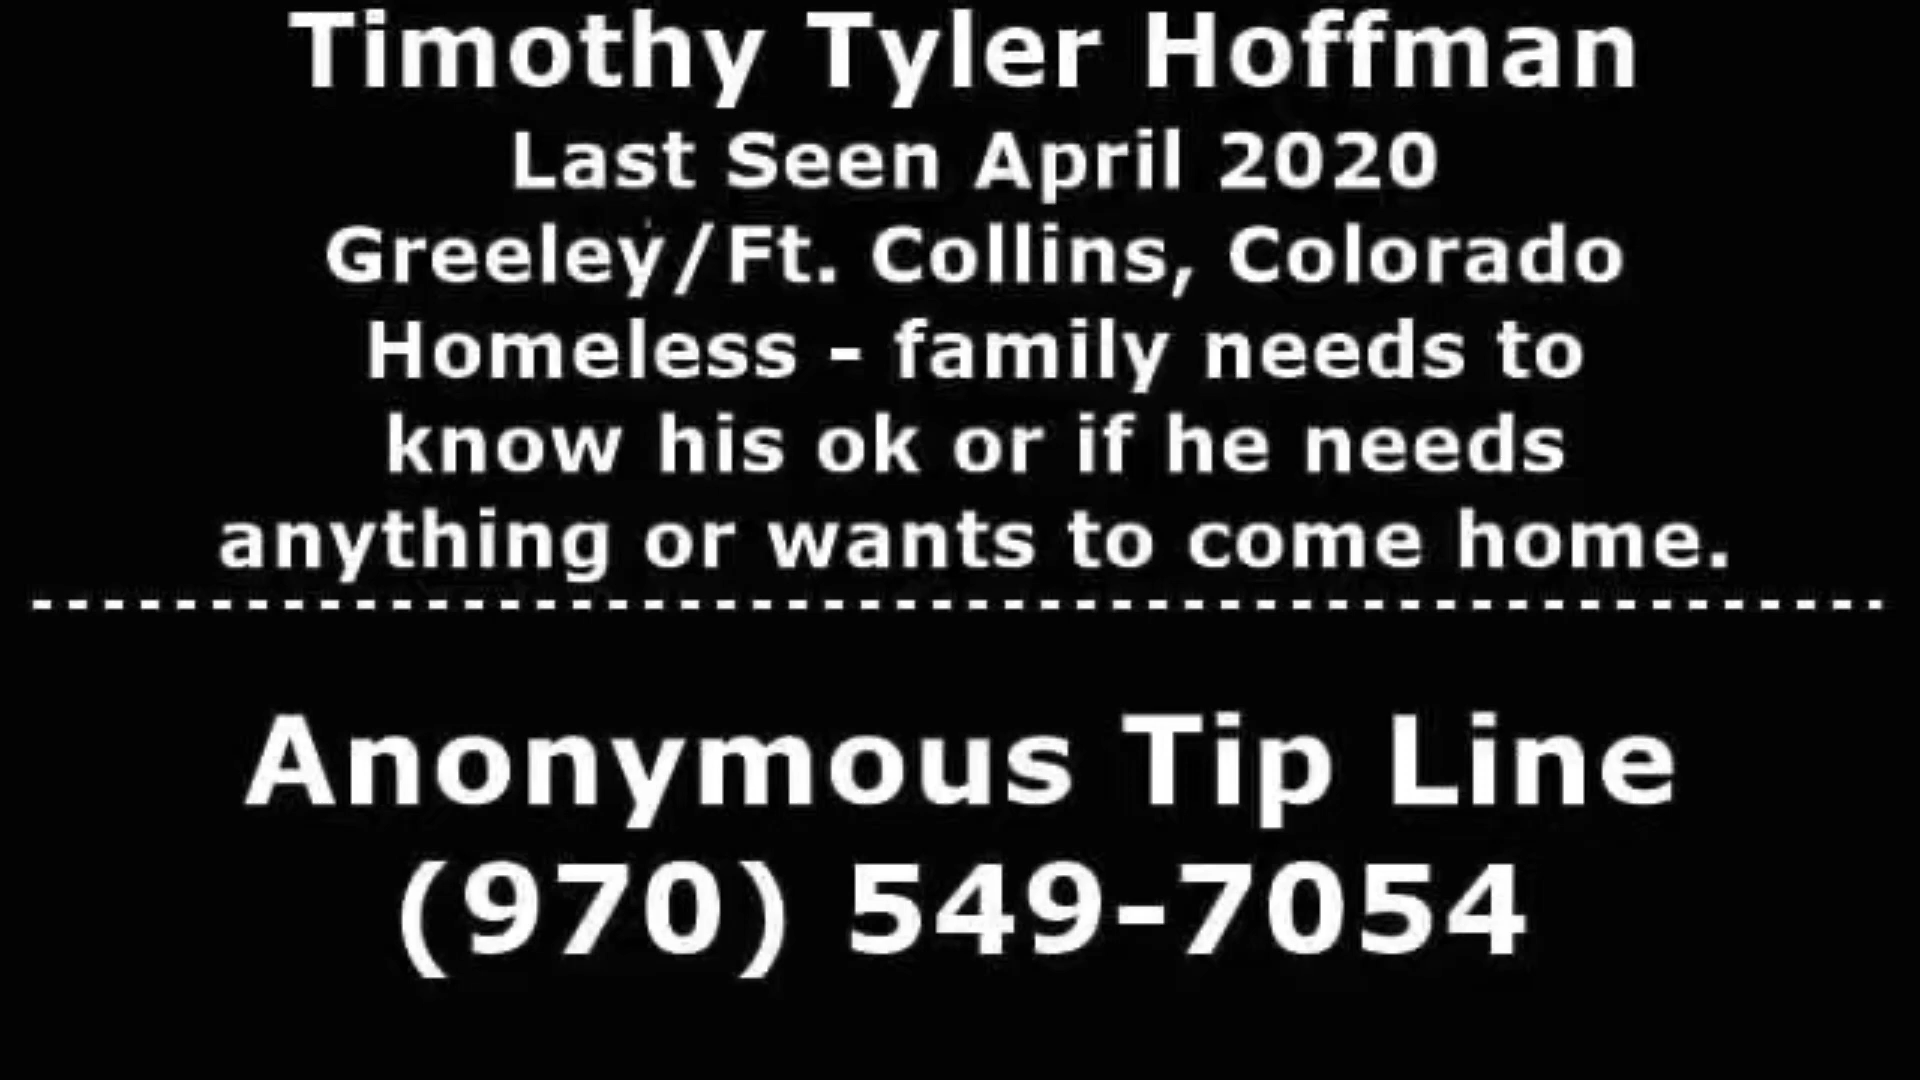 Timothy Tyler Hoffman
Last Seen April 2020
Greeley/Ft. Collins, Colorado
Homeless - family needs to
know his ok or if he needs
anything or wants to come home.
----------------------------------------------------
Anonymous Tip Line
(970) 549-7054